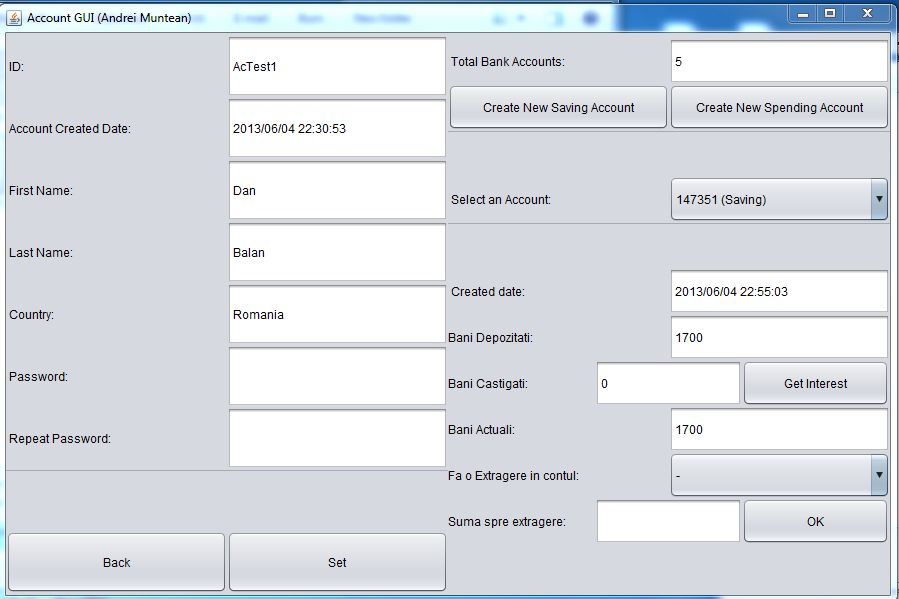 Account GUI (Andrei Muntean)
ID:
AcTest1
Account Created Date:
2013/06/04 22:30:53
First Name:
Dan
Last Name:
Balan
Country:
Romania
Password:
Repeat Password:
Back
Set
Total Bank Accounts:
5
Create New Saving Account
Create New Spending Account
Select an Account:
147351 (Saving)
Created date:
2013/06/04 22:55:03
Bani Depozitati:
1700
Bani Castigati:
0
Get Interest
Bani Actuali:
1700
Fa o Extragere in contul:
-
Suma spre extragere:
OK